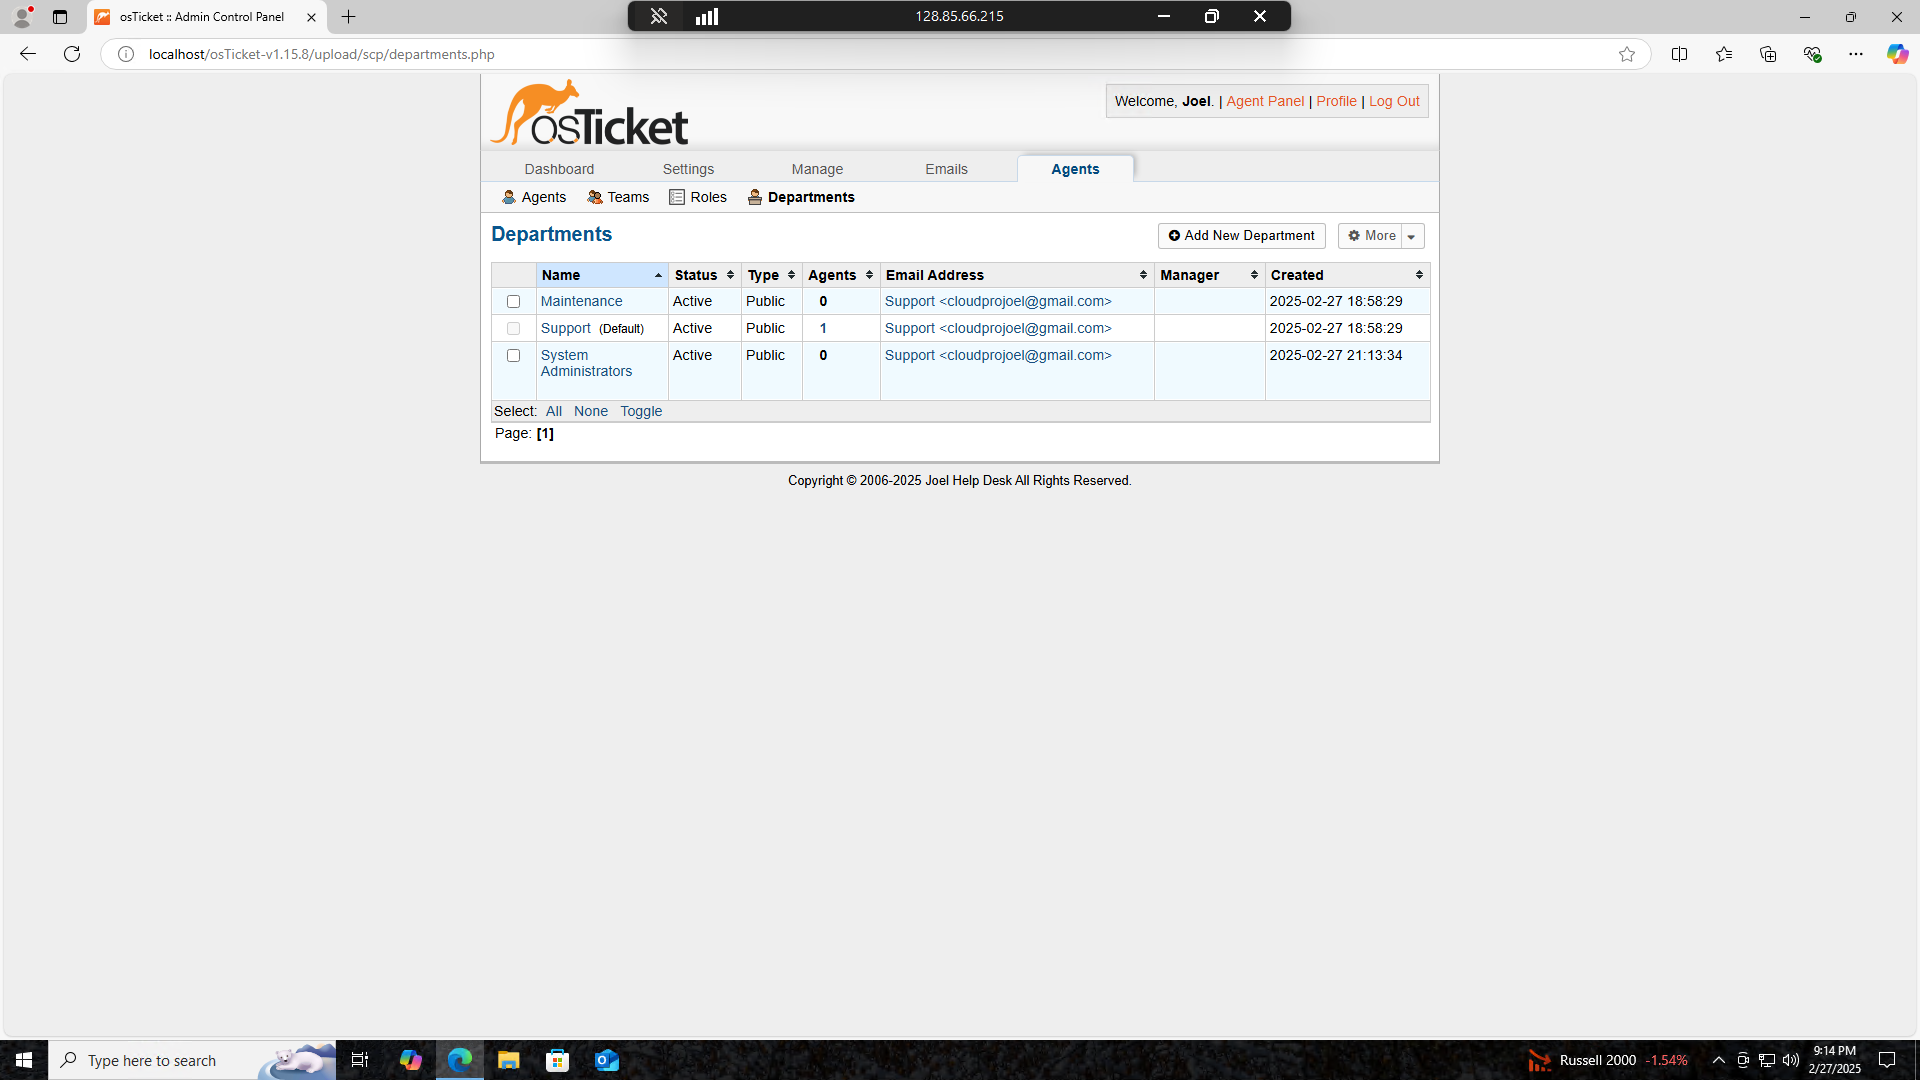 osTicket :: Admin Control Panel
128.85.66.215
localhost/osTicket-v1.15.8/upload/scp/departments.php
osTicket
Welcome, Joel. | Agent Panel | Profile | Log Out
Dashboard Settings Manage Emails Agents
Agents Teams Roles Departments
Departments
Add New Department More
Name Status Type Agents Email Address Manager Created
Maintenance Active Public 0 Support <cloudprojoel@gmail.com> 2025-02-27 18:58:29
Support (Default) Active Public 1 Support <cloudprojoel@gmail.com> 2025-02-27 18:58:29
System Active Public 0 Support <cloudprojoel@gmail.com> 2025-02-27 21:13:34
Administrators
Select: All None Toggle
Page: [1]
Copyright © 2006-2025 Joel Help Desk All Rights Reserved.
Type here to search
Russell 2000 -1.54%
9:14 PM
2/27/2025